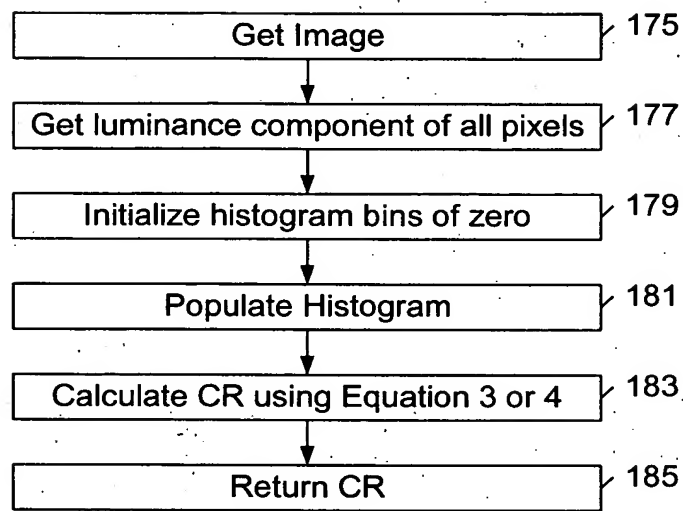 Get Image 175
Get luminance component of all pixels 177
Initialize histogram bins of zero 179
Populate Histogram 181
Calculate CR using Equation 3 or 4 183
Return CR 185